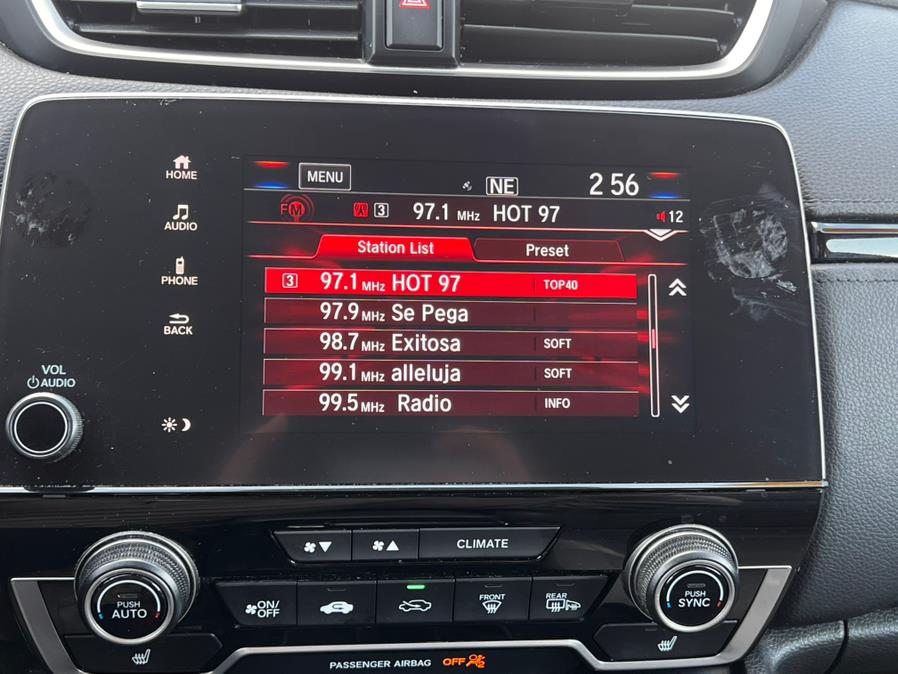 HOME
AUDIO
PHONE
BACK
VOL
AUDIO
MENU
NE
2 56
FM 3 97.1 MHz HOT 97 12
Station List
Preset
3 97.1 MHz HOT 97 TOP40
97.9 MHz Se Pega
98.7 MHz Exitosa SOFT
99.1 MHz alleluja SOFT
99.5 MHz Radio INFO
CLIMATE
PUSH
AUTO
ON/
OFF
FRONT
REAR
PUSH
SYNC
PASSENGER AIRBAG OFF 2